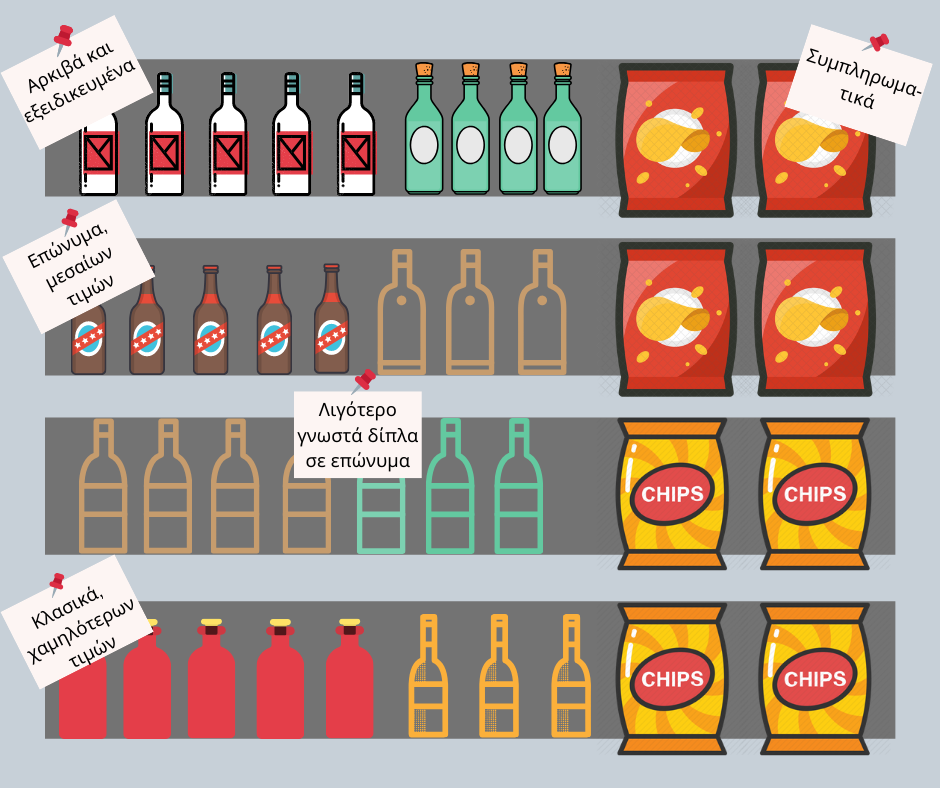 Αρκιβά και
εξειδικευμένα
Συμπληρωμα-
τικά
Επώνυμα,
μεσαίων
τιμών
Λιγότερο
γνωστά δίπλα
σε επώνυμα
CHIPS
CHIPS
Κλασικά,
χαμηλότερων
τιμών
CHIPS
CHIPS